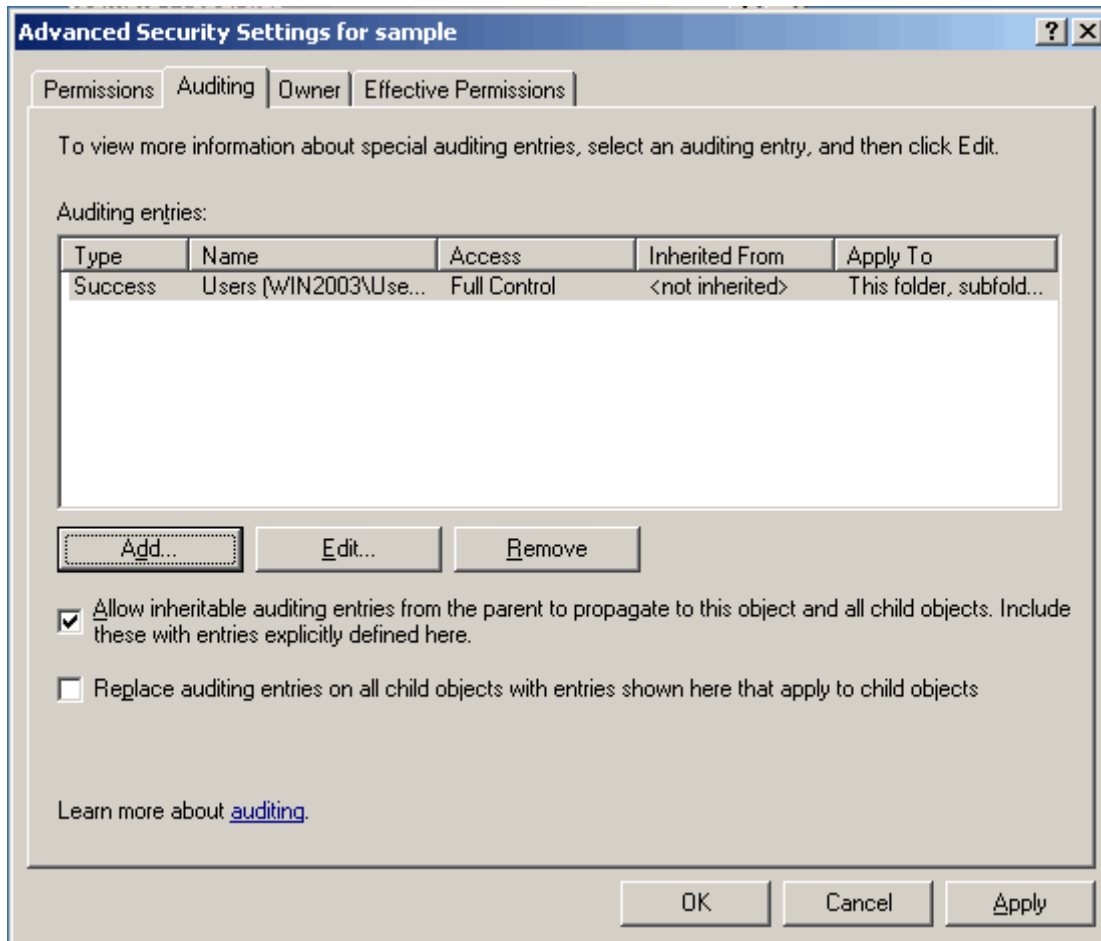 Advanced Security Settings for sample
Permissions Auditing Owner Effective Permissions
To view more information about special auditing entries, select an auditing entry, and then click Edit.
Auditing entries:
Type Name Access Inherited From Apply To
Success Users (WIN2003\Use... Full Control <not inherited> This folder, subfold...
Add... Edit... Remove
Allow inheritable auditing entries from the parent to propagate to this object and all child objects. Include
these with entries explicitly defined here.
Replace auditing entries on all child objects with entries shown here that apply to child objects
Learn more about auditing.
OK Cancel Apply